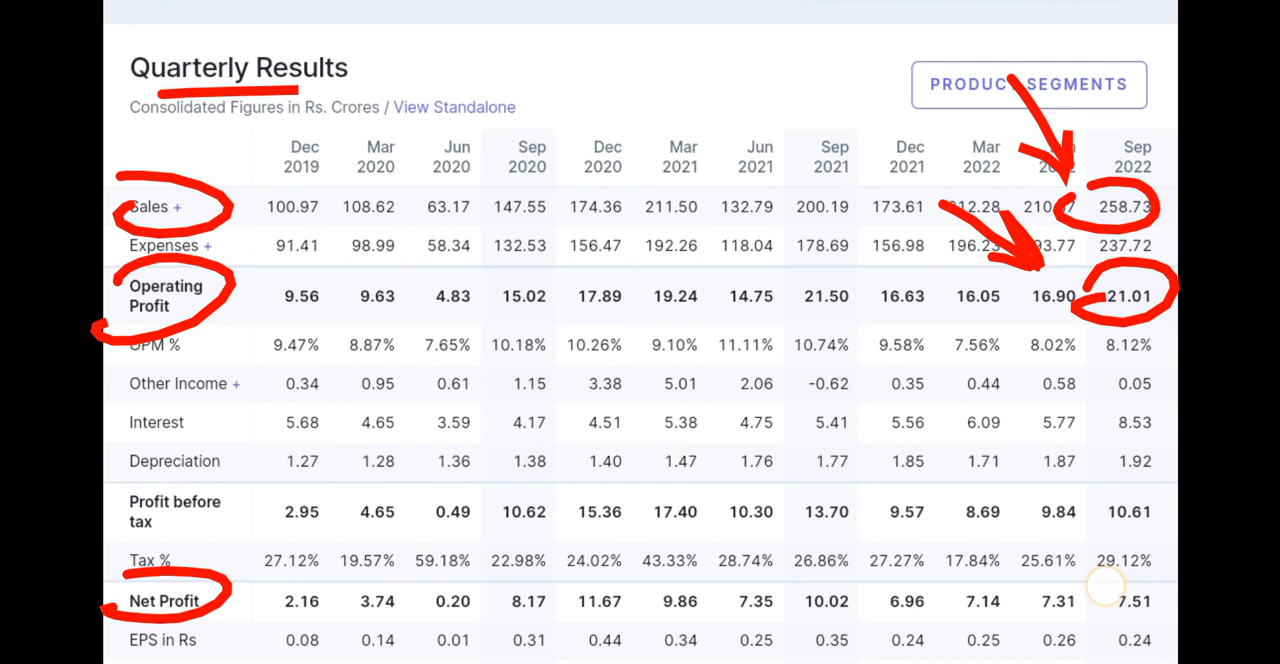 Quarterly Results
PRODUCT SEGMENTS
Consolidated Figures in Rs. Crores / View Standalone
Dec 2019 Mar 2020 Jun 2020 Sep 2020 Dec 2020 Mar 2021 Jun 2021 Sep 2021 Dec 2021 Mar 2022 2022 Sep 2022
Sales + 100.97 108.62 63.17 147.55 174.36 211.50 132.79 200.19 173.61 258.73
Expenses + 91.41 98.99 58.34 132.53 156.47 192.26 118.04 178.69 156.98 196.23 237.72
Operating Profit 9.56 9.63 4.83 15.02 17.89 19.24 14.75 21.50 16.63 16.05 16.90 21.01
OPM % 9.47% 8.87% 7.65% 10.18% 10.26% 9.10% 11.11% 10.74% 9.58% 7.56% 8.02% 8.12%
Other Income + 0.34 0.95 0.61 1.15 3.38 5.01 2.06 -0.62 0.35 0.44 0.58 0.05
Interest 5.68 4.65 3.59 4.17 4.51 5.38 4.75 5.41 5.56 6.09 5.77 8.53
Depreciation 1.27 1.28 1.36 1.38 1.40 1.47 1.76 1.77 1.85 1.71 1.87 1.92
Profit before tax 2.95 4.65 0.49 10.62 15.36 17.40 10.30 13.70 9.57 8.69 9.84 10.61
Tax % 27.12% 19.57% 59.18% 22.98% 24.02% 43.33% 28.74% 26.86% 27.27% 17.84% 25.61% 29.12%
Net Profit 2.16 3.74 0.20 8.17 11.67 9.86 7.35 10.02 6.96 7.14 7.31 7.51
EPS in Rs 0.08 0.14 0.01 0.31 0.44 0.34 0.25 0.35 0.24 0.25 0.26 0.24